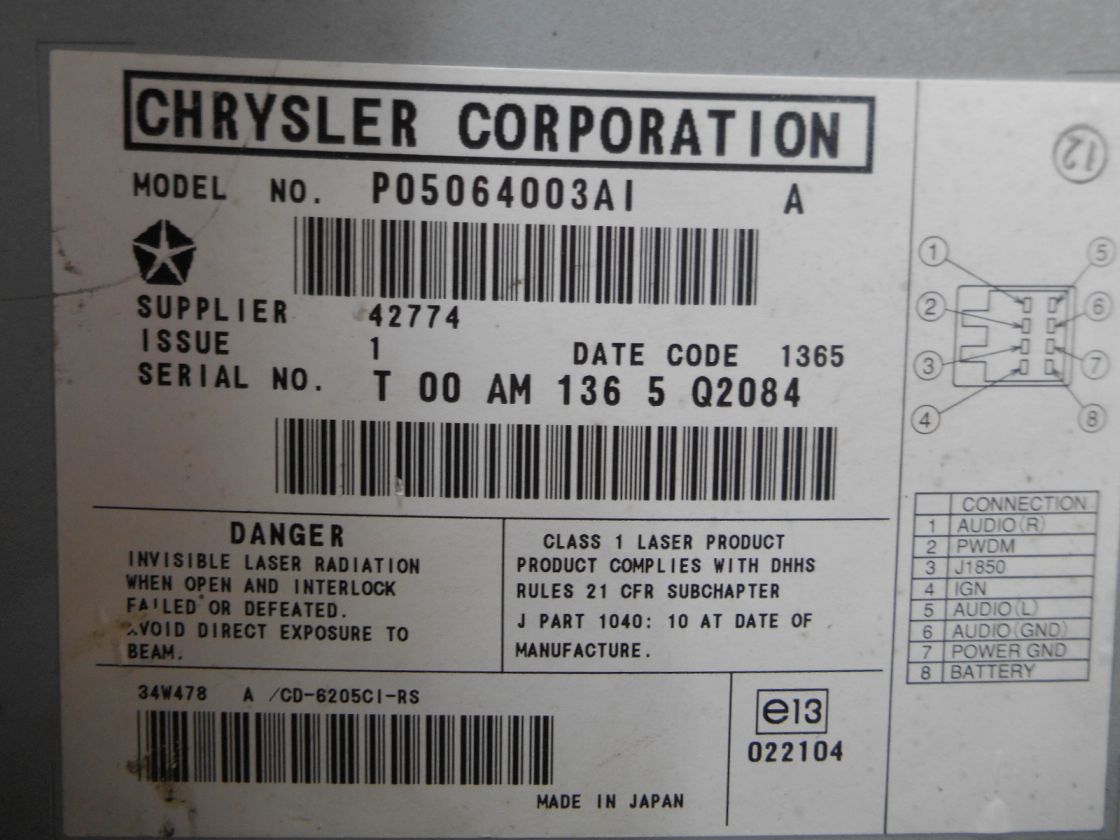 CHRYSLER CORPORATION
MODEL NO. P05064003AI A
SUPPLIER 42774
ISSUE 1 DATE CODE 1365
SERIAL NO. T 00 AM 136 5 Q2084
DANGER
INVISIBLE LASER RADIATION
WHEN OPEN AND INTERLOCK
FAILED OR DEFEATED.
AVOID DIRECT EXPOSURE TO
BEAM.
CLASS 1 LASER PRODUCT
PRODUCT COMPLIES WITH DHHS
RULES 21 CFR SUBCHAPTER
J PART 1040: 10 AT DATE OF
MANUFACTURE.
34W478 A /CD-6205CI-RS
MADE IN JAPAN
e13
022104
12
1 5
2 6
3 7
4 8
CONNECTION
1 AUDIO(R)
2 PWDM
3 J1850
4 IGN
5 AUDIO(L)
6 AUDIO(GND)
7 POWER GND
8 BATTERY